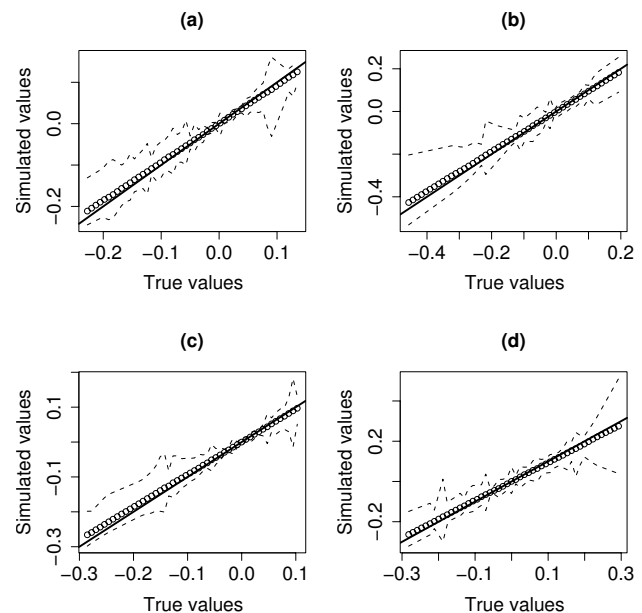 (a)
Simulated values
0.0
−0.2
−0.2 −0.1 0.0 0.1
True values
(b)
Simulated values
0.2
0.0
−0.4
−0.4 −0.2 0.0 0.2
True values
(c)
Simulated values
0.1
−0.1
−0.3
−0.3 −0.2 −0.1 0.0 0.1
True values
(d)
Simulated values
0.2
−0.2
−0.3 −0.1 0.1 0.3
True values